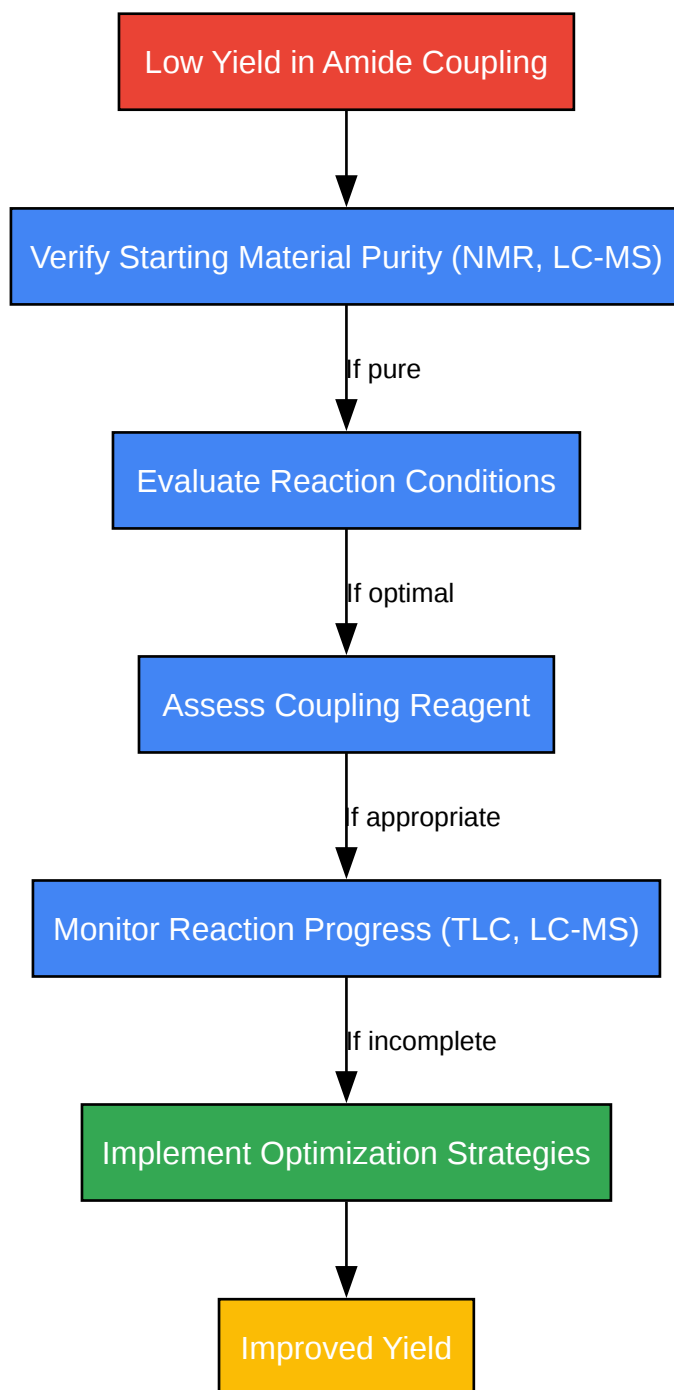 Low Yield in Amide Coupling
Verify Starting Material Purity (NMR, LC-MS)
If pure
Evaluate Reaction Conditions
If optimal
Assess Coupling Reagent
If appropriate
Monitor Reaction Progress (TLC, LC-MS)
If incomplete
Implement Optimization Strategies
Improved Yield